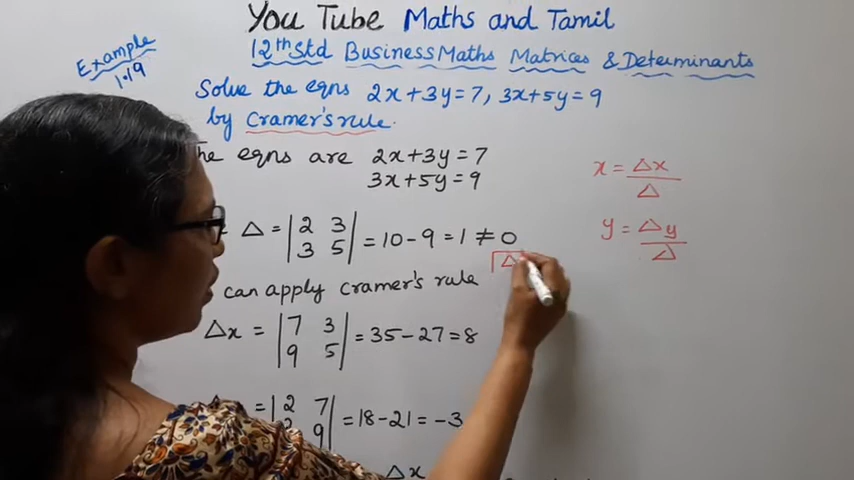 You Tube Maths and Tamil
Example 1.19
12th Std Business Maths Matrices & Determinants
Solve the eqns 2x+3y=7, 3x+5y=9
by Cramer's rule.
The eqns are 2x+3y=7
3x+5y=9
Δ = |2 3
3 5| = 10-9 = 1 ≠ 0
Δ
can apply cramer's rule
Δx = |7 3
9 5| = 35-27 = 8
= |2 7
9| = 18-21 = -3
Δx
x = Δx
Δ
y = Δy
Δ